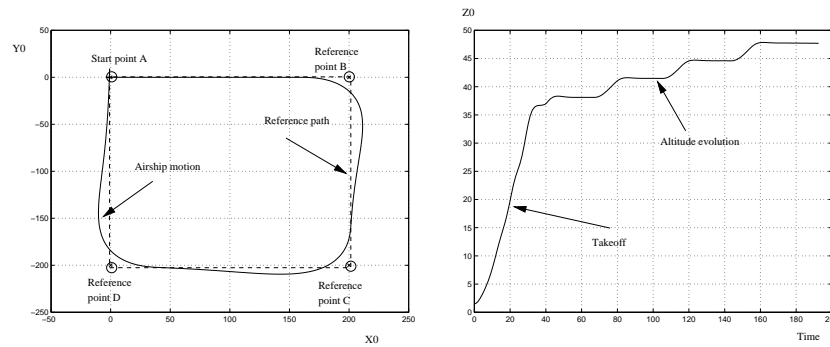 50
0
−50
−100
−150
−200
−250
−300
−50
0
50
100
150
200
250
Y0
X0
Start point A
Reference
point B
Reference path
Airship motion
Reference
point D
Reference
point C
Z0
50
45
40
35
30
25
20
15
10
5
0
0
20
40
60
80
100
120
140
160
180
200
Time
Altitude evolution
Takeoff